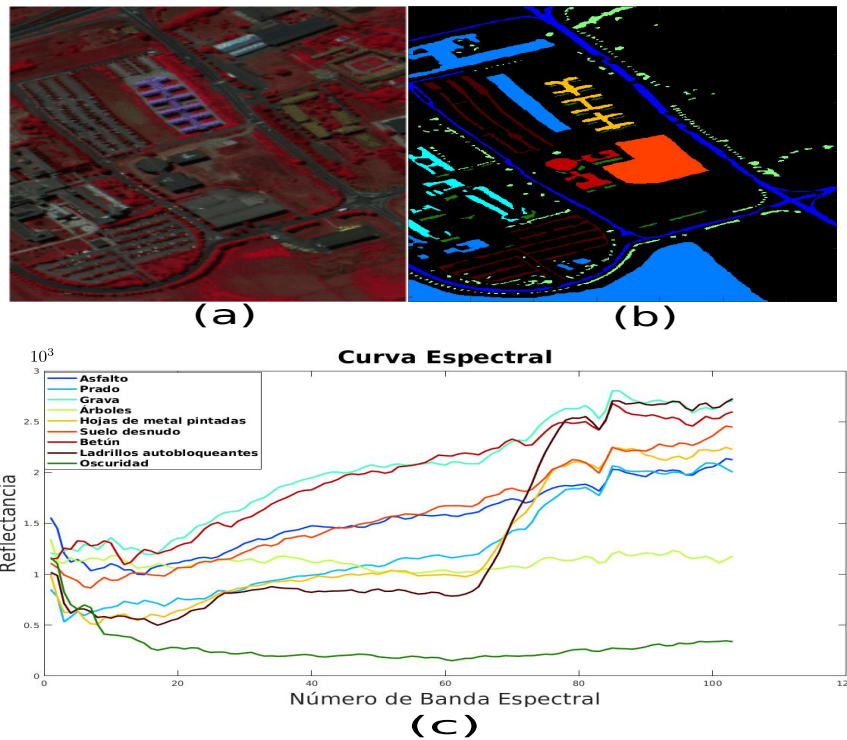 (a)
(b)
10³
Curva Espectral
3
2.5
2
1.5
1
0.5
0
Reflectancia
Asfalto
Prado
Grava
Árboles
Hojas de metal pintadas
Suelo desnudo
Betún
Ladrillos autobloqueantes
Oscuridad
0 20 40 60 80 100 12
Número de Banda Espectral
(c)